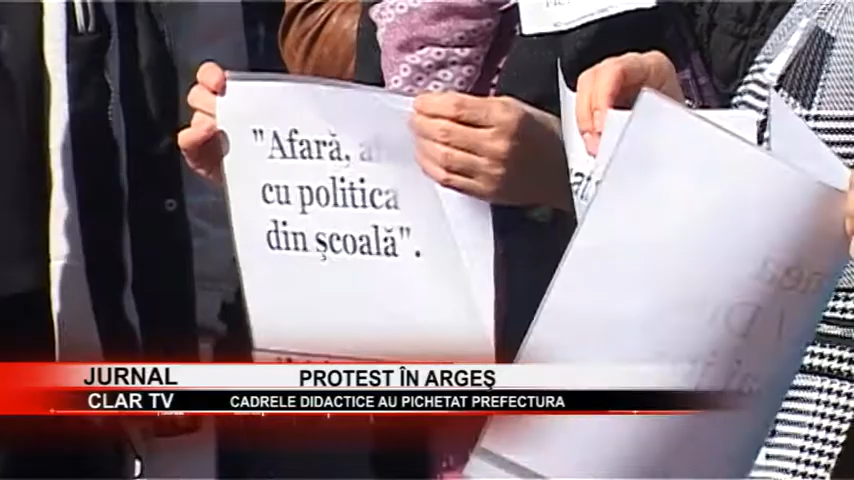 "Afară,
cu politica
din școală".
JURNAL
PROTEST ÎN ARGEȘ
CLAR TV
CADRELE DIDACTICE AU PICHETAT PREFECTURA